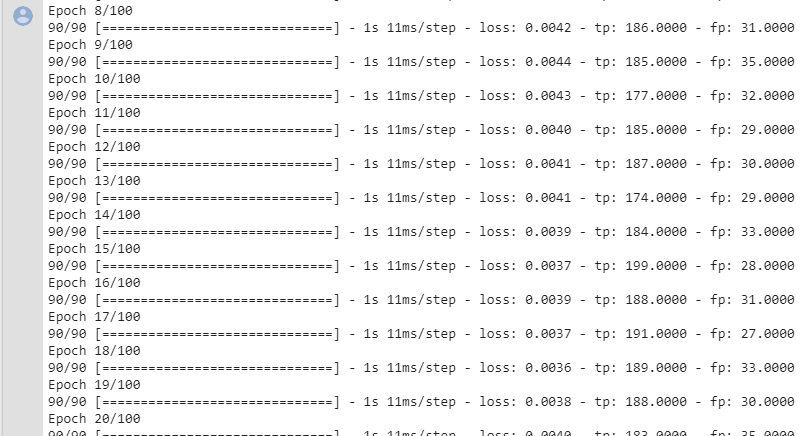 Epoch 8/100
90/90 [==============================] - 1s 11ms/step - loss: 0.0042 - tp: 186.0000 - fp: 31.0000
Epoch 9/100
90/90 [==============================] - 1s 11ms/step - loss: 0.0044 - tp: 185.0000 - fp: 35.0000
Epoch 10/100
90/90 [==============================] - 1s 11ms/step - loss: 0.0043 - tp: 177.0000 - fp: 32.0000
Epoch 11/100
90/90 [==============================] - 1s 11ms/step - loss: 0.0040 - tp: 185.0000 - fp: 29.0000
Epoch 12/100
90/90 [==============================] - 1s 11ms/step - loss: 0.0041 - tp: 187.0000 - fp: 30.0000
Epoch 13/100
90/90 [==============================] - 1s 11ms/step - loss: 0.0041 - tp: 174.0000 - fp: 29.0000
Epoch 14/100
90/90 [==============================] - 1s 11ms/step - loss: 0.0039 - tp: 184.0000 - fp: 33.0000
Epoch 15/100
90/90 [==============================] - 1s 11ms/step - loss: 0.0037 - tp: 199.0000 - fp: 28.0000
Epoch 16/100
90/90 [==============================] - 1s 11ms/step - loss: 0.0039 - tp: 188.0000 - fp: 31.0000
Epoch 17/100
90/90 [==============================] - 1s 11ms/step - loss: 0.0037 - tp: 191.0000 - fp: 27.0000
Epoch 18/100
90/90 [==============================] - 1s 11ms/step - loss: 0.0036 - tp: 189.0000 - fp: 33.0000
Epoch 19/100
90/90 [==============================] - 1s 11ms/step - loss: 0.0038 - tp: 188.0000 - fp: 30.0000
Epoch 20/100
90/90 [==============================] - 1s 11ms/step - loss: 0.0040 - tp: - fp: